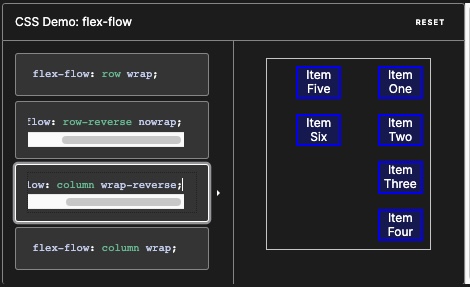 CSS Demo: flex-flow
RESET
flex-flow: row wrap;
flow: row-reverse nowrap;
low: column wrap-reverse;
flex-flow: column wrap;
Item
Five
Item
One
Item
Six
Item
Two
Item
Three
Item
Four